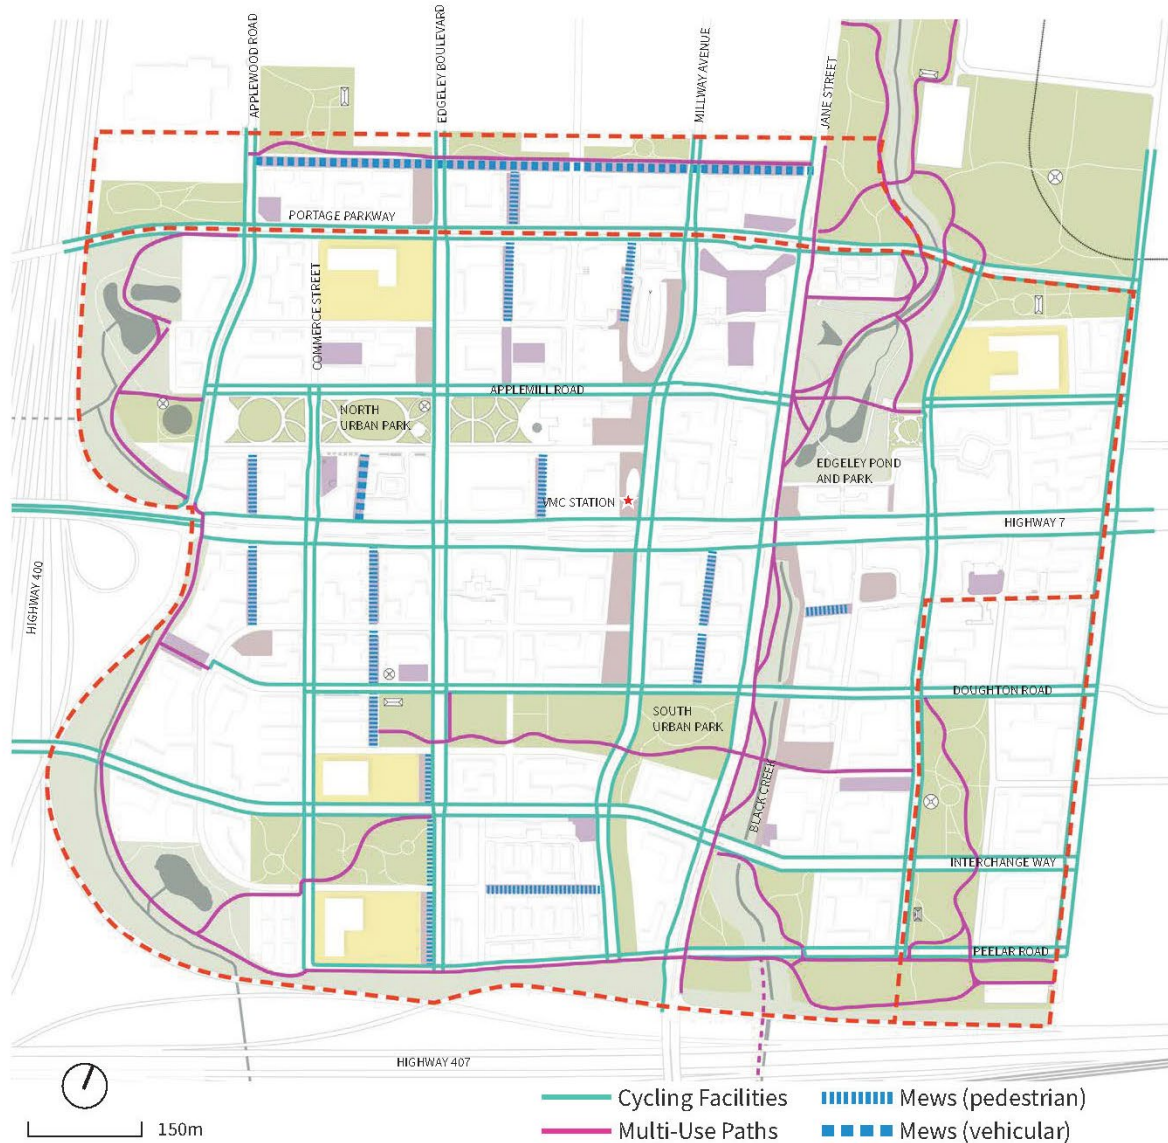 APPLEWOOD ROAD
EDGELEY BOULEVARD
MILLWAY AVENUE
JANE STREET
PORTAGE PARKWAY
COMMERCE STREET
APPLEMILL ROAD
NORTH
URBAN PARK
EDGELEY POND
AND PARK
VMC STATION
HIGHWAY 7
HIGHWAY 400
DOUGHTON ROAD
SOUTH
URBAN PARK
BLACK CREEK
INTERCHANGE WAY
PEELAR ROAD
HIGHWAY 407
150m
Cycling Facilities
Multi-Use Paths
Mews (pedestrian)
Mews (vehicular)